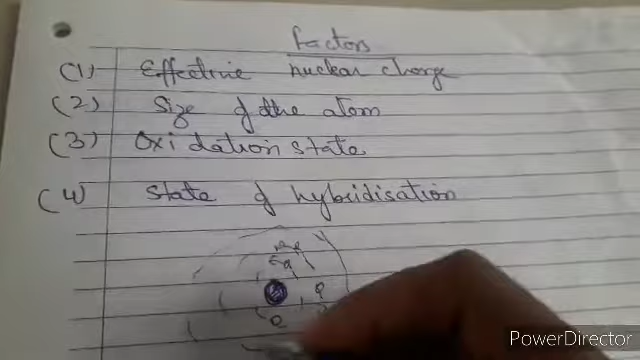 Factors
(1) Effective nuclear charge
(2) Size of the atom
(3) Oxidation state
(4) State of hybridisation
PowerDirector